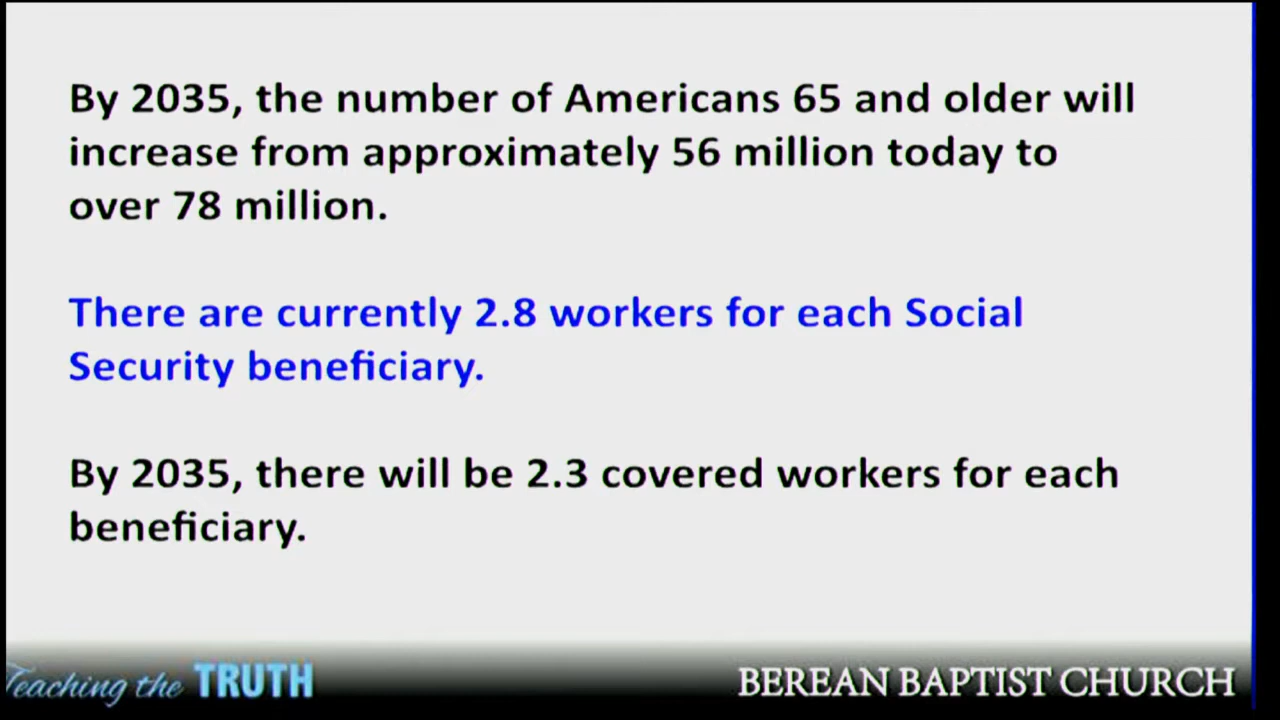 By 2035, the number of Americans 65 and older will
increase from approximately 56 million today to
over 78 million.
There are currently 2.8 workers for each Social
Security beneficiary.
By 2035, there will be 2.3 covered workers for each
beneficiary.
Teaching the TRUTH
BEREAN BAPTIST CHURCH